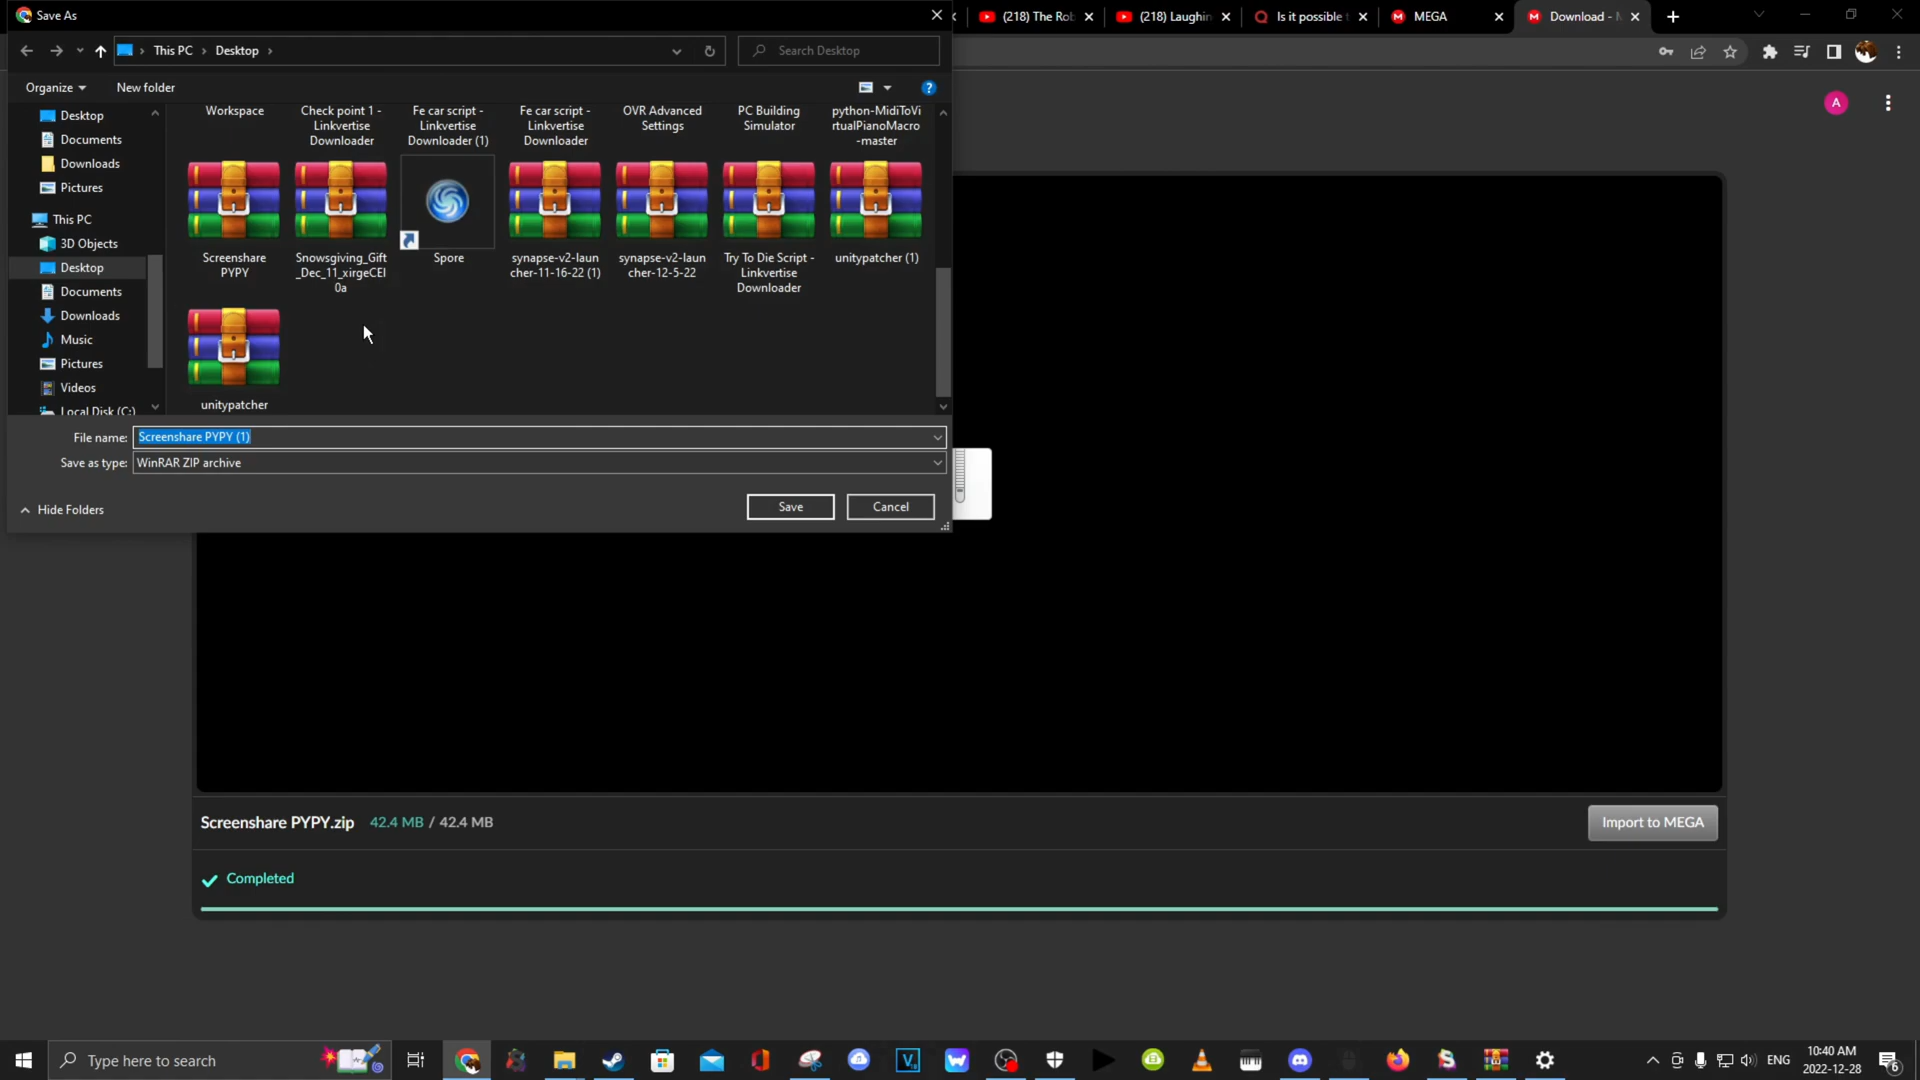 Save As
(218) The Rob
(218) Laughin
Is it possible t
MEGA
Download - M
This PC
Desktop
Search Desktop
Organize
New folder
Desktop
Documents
Downloads
Pictures
This PC
3D Objects
Desktop
Documents
Downloads
Music
Pictures
Videos
Local Disk (C:)
Workspace
Check point 1 -
Linkvertise
Downloader
Fe car script -
Linkvertise
Downloader (1)
Fe car script -
Linkvertise
Downloader
OVR Advanced
Settings
PC Building
Simulator
python-MidiToVi
rtualPianoMacro
-master
Screenshare
PYPY
Snowsgiving_Gift
_Dec_11_xirgeCEI
0a
Spore
synapse-v2-laun
cher-11-16-22 (1)
synapse-v2-laun
cher-12-5-22
Try To Die Script -
Linkvertise
Downloader
unitypatcher (1)
unitypatcher
File name: Screenshare PYPY (1)
Save as type: WinRAR ZIP archive
Hide Folders
Save
Cancel
A
Screenshare PYPY.zip 42.4 MB / 42.4 MB
Import to MEGA
Completed
Type here to search
ENG
10:40 AM
2022-12-28
6